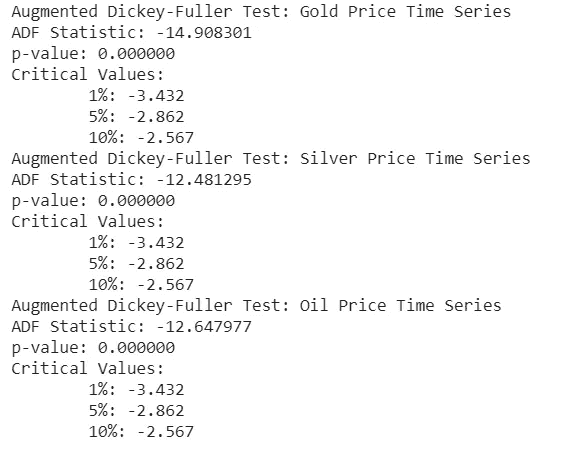 Augmented Dickey-Fuller Test: Gold Price Time Series
ADF Statistic: -14.908301
p-value: 0.000000
Critical Values:
1%: -3.432
5%: -2.862
10%: -2.567
Augmented Dickey-Fuller Test: Silver Price Time Series
ADF Statistic: -12.481295
p-value: 0.000000
Critical Values:
1%: -3.432
5%: -2.862
10%: -2.567
Augmented Dickey-Fuller Test: Oil Price Time Series
ADF Statistic: -12.647977
p-value: 0.000000
Critical Values:
1%: -3.432
5%: -2.862
10%: -2.567